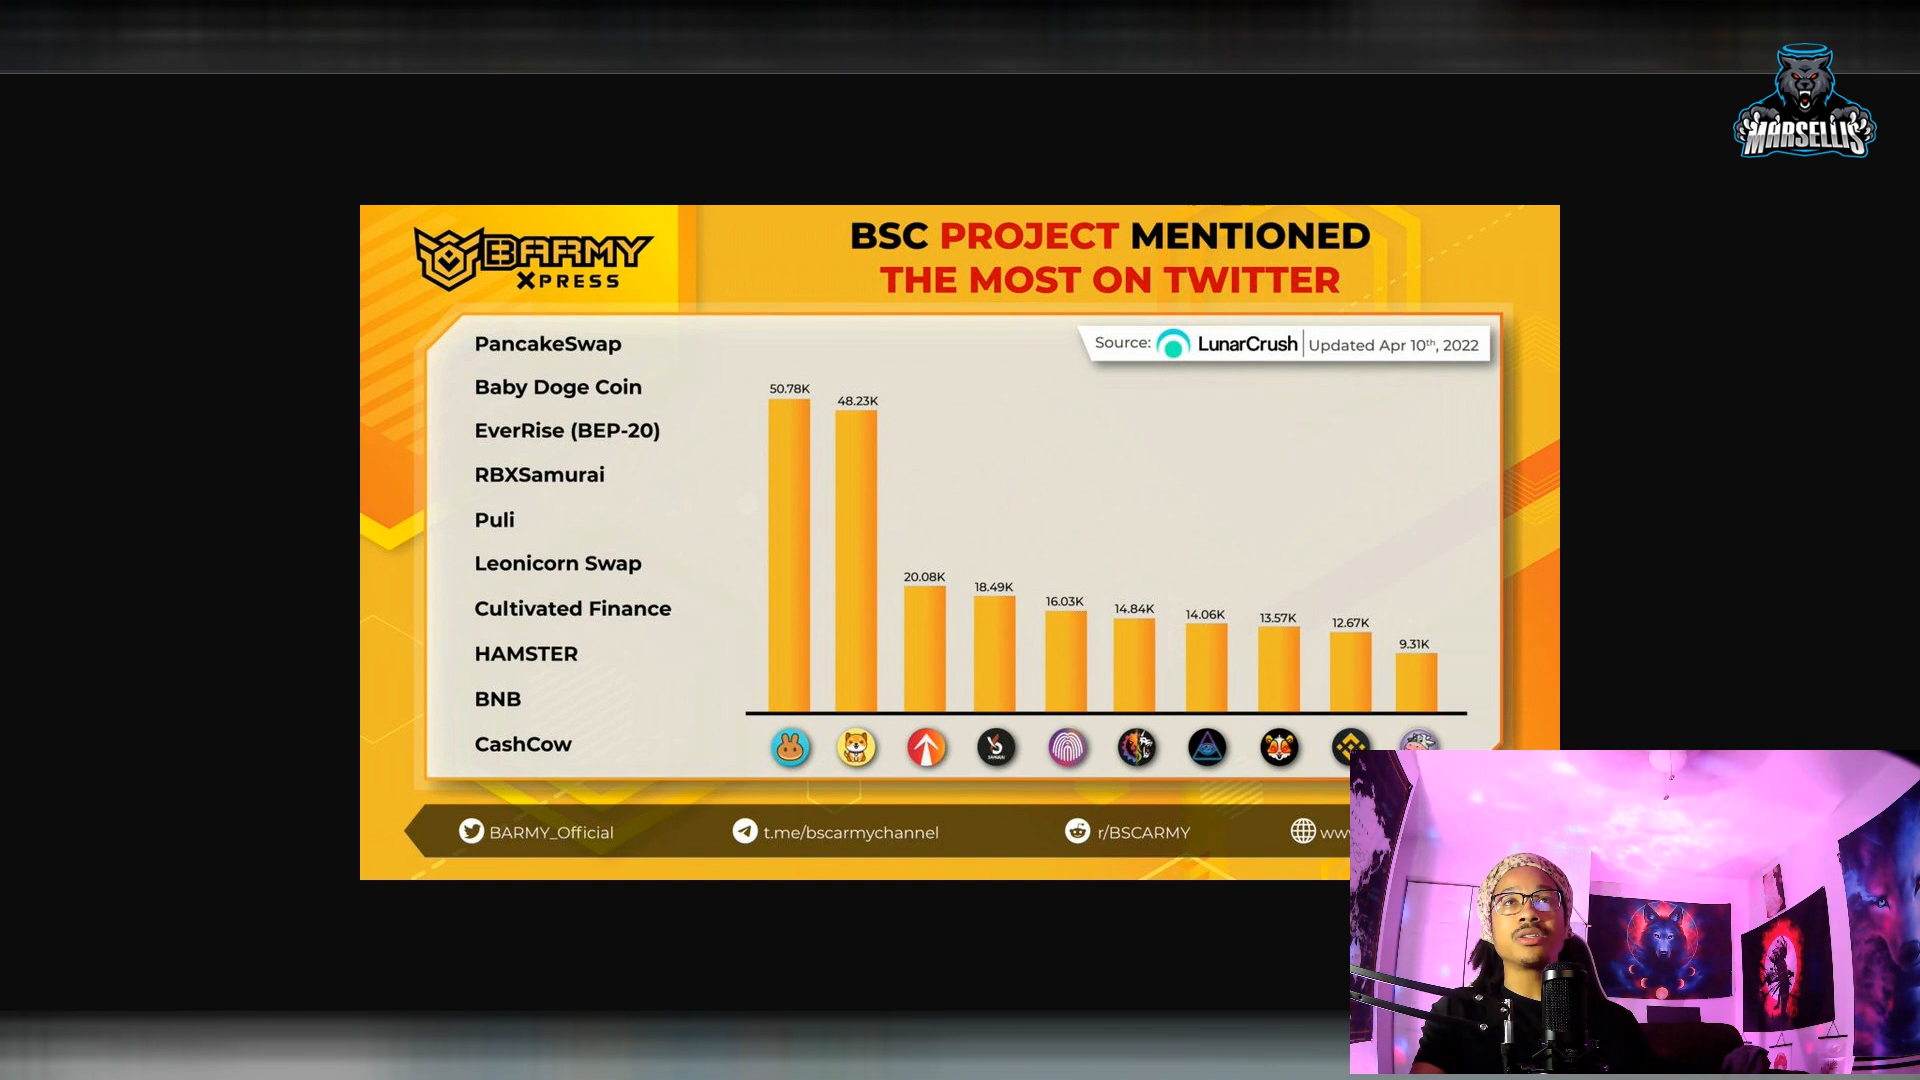 MARSELLIS
BARMY
XPRESS
BSC PROJECT MENTIONED
THE MOST ON TWITTER
Source: LunarCrush | Updated Apr 10th, 2022
PancakeSwap
Baby Doge Coin
EverRise (BEP-20)
RBXSamurai
Puli
Leonicorn Swap
Cultivated Finance
HAMSTER
BNB
CashCow
50.78K
48.23K
20.08K
18.49K
16.03K
14.84K
14.06K
13.57K
12.67K
9.31K
SAMURAI
BARMY_Official
t.me/bscarmychannel
r/BSCARMY